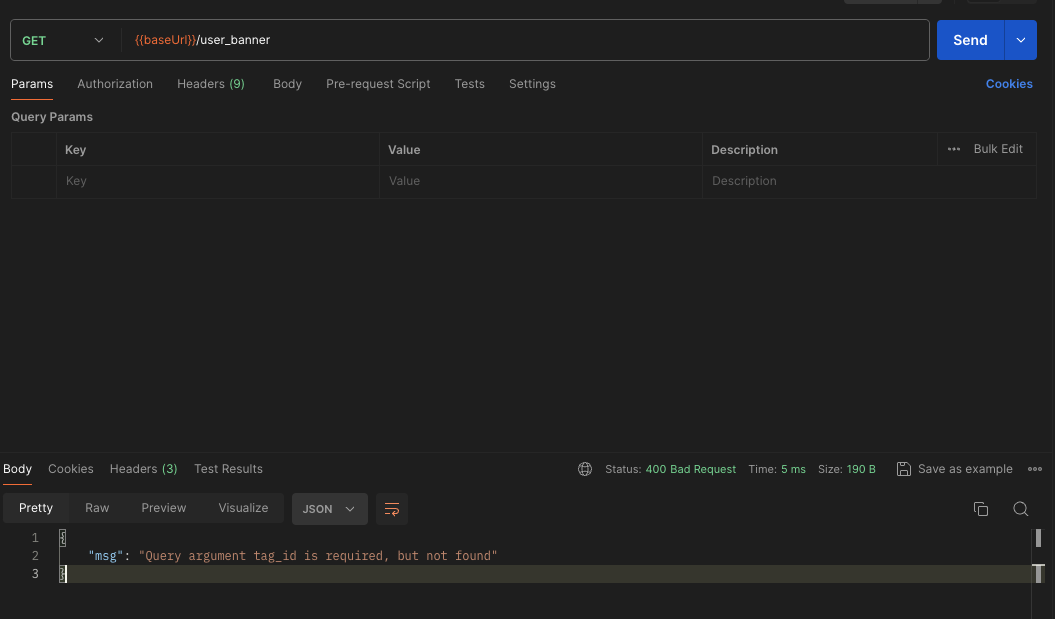 GET {{baseUrl}}/user_banner Send
Params Authorization Headers (9) Body Pre-request Script Tests Settings Cookies
Query Params
Key Value Description Bulk Edit
Key Value Description
Body Cookies Headers (3) Test Results Status: 400 Bad Request Time: 5 ms Size: 190 B Save as example
Pretty Raw Preview Visualize JSON
1 {
2 "msg": "Query argument tag_id is required, but not found"
3 }